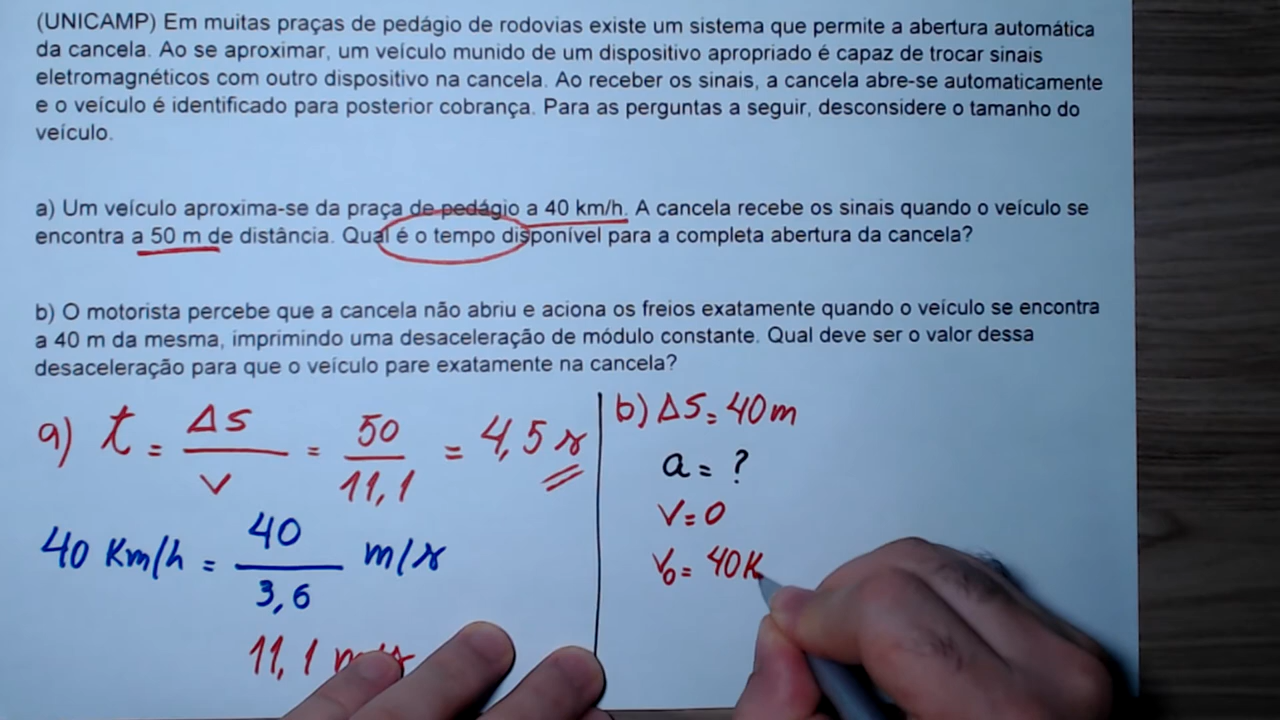 (UNICAMP) Em muitas praças de pedágio de rodovias existe um sistema que permite a abertura automática
da cancela. Ao se aproximar, um veículo munido de um dispositivo apropriado é capaz de trocar sinais
eletromagnéticos com outro dispositivo na cancela. Ao receber os sinais, a cancela abre-se automaticamente
e o veículo é identificado para posterior cobrança. Para as perguntas a seguir, desconsidere o tamanho do
veículo.
a) Um veículo aproxima-se da praça de pedágio a 40 km/h. A cancela recebe os sinais quando o veículo se
encontra a 50 m de distância. Qual é o tempo disponível para a completa abertura da cancela?
b) O motorista percebe que a cancela não abriu e aciona os freios exatamente quando o veículo se encontra
a 40 m da mesma, imprimindo uma desaceleração de módulo constante. Qual deve ser o valor dessa
desaceleração para que o veículo pare exatamente na cancela?
a) t = ΔS / V = 50 / 11,1 = 4,5 s
40 Km/h = 40 / 3,6 m/s
11,1 m/s
b) ΔS = 40 m
a = ?
V = 0
V₀ = 40 K